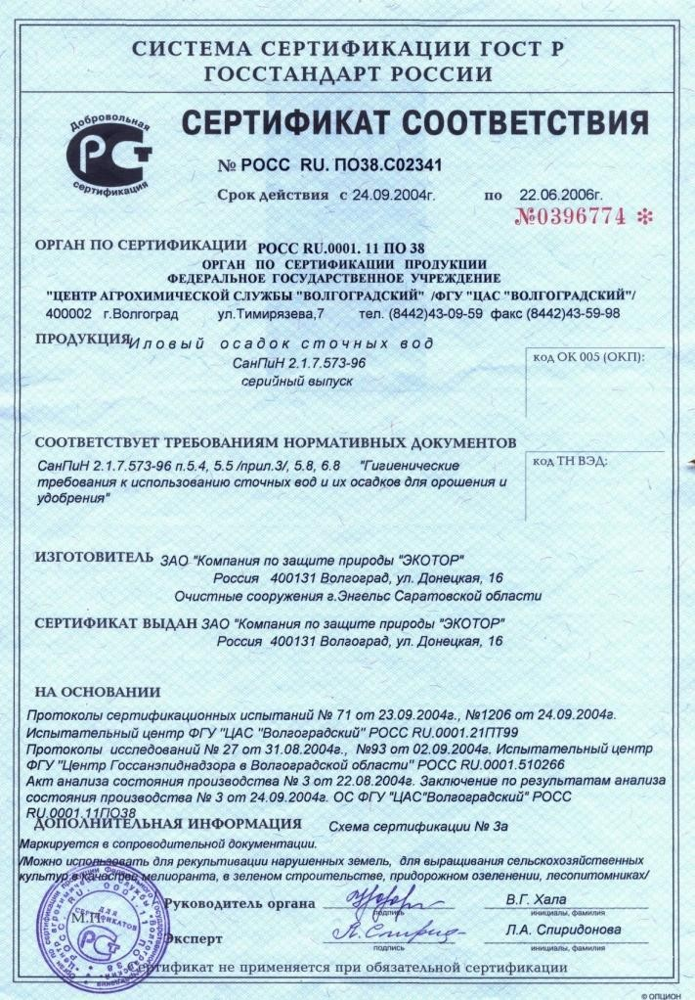 СИСТЕМА СЕРТИФИКАЦИИ ГОСТ Р
ГОССТАНДАРТ РОССИИ
Добровольная
РСТ
сертификация
СЕРТИФИКАТ СООТВЕТСТВИЯ
№ РОСС RU. ПО38.С02341
Срок действия с 24.09.2004г. по 22.06.2006г.
№0396774 *
ОРГАН ПО СЕРТИФИКАЦИИ РОСС RU.0001. 11 ПО 38
ОРГАН ПО СЕРТИФИКАЦИИ ПРОДУКЦИИ
ФЕДЕРАЛЬНОЕ ГОСУДАРСТВЕННОЕ УЧРЕЖДЕНИЕ
"ЦЕНТР АГРОХИМИЧЕСКОЙ СЛУЖБЫ "ВОЛГОГРАДСКИЙ" /ФГУ "ЦАС "ВОЛГОГРАДСКИЙ"/
400002 г.Волгоград ул.Тимирязева,7 тел. (8442)43-09-59 факс (8442)43-59-98
ПРОДУКЦИЯ Иловый осадок сточных вод
СанПиН 2.1.7.573-96
серийный выпуск
код ОК 005 (ОКП):
СООТВЕТСТВУЕТ ТРЕБОВАНИЯМ НОРМАТИВНЫХ ДОКУМЕНТОВ
СанПиН 2.1.7.573-96 п.5.4, 5.5 /прил.3/, 5.8, 6.8 "Гигиенические
требования к использованию сточных вод и их осадков для орошения и
удобрения"
код ТН ВЭД:
ИЗГОТОВИТЕЛЬ ЗАО "Компания по защите природы "ЭКОТОР"
Россия 400131 Волгоград, ул. Донецкая, 16
Очистные сооружения г.Энгельс Саратовской области
СЕРТИФИКАТ ВЫДАН ЗАО "Компания по защите природы "ЭКОТОР"
Россия 400131 Волгоград, ул. Донецкая, 16
НА ОСНОВАНИИ
Протоколы сертификационных испытаний № 71 от 23.09.2004г., №1206 от 24.09.2004г.
Испытательный центр ФГУ "ЦАС "Волгоградский" РОСС RU.0001.21ПТ99
Протоколы исследований № 27 от 31.08.2004г., №93 от 02.09.2004г. Испытательный центр
ФГУ "Центр Госсанэпиднадзора в Волгоградской области" РОСС RU.0001.510266
Акт анализа состояния производства № 3 от 22.08.2004г. Заключение по результатам анализа
состояния производства № 3 от 24.09.2004г. ОС ФГУ "ЦАС"Волгоградский" РОСС
RU.0001.11ПО38
ДОПОЛНИТЕЛЬНАЯ ИНФОРМАЦИЯ Схема сертификации № 3а
Маркируется в сопроводительной документации.
/Можно использовать для рекультивации нарушенных земель, для выращивания сельскохозяйственных
культур в качестве мелиоранта, в зеленом строительстве, придорожном озеленении, лесопитомниках/
М.П.
ДЛЯ
СЕРТИФИКАТОВ
РСТ
Руководитель органа В.Г. Хала
подпись инициалы, фамилия
Эксперт Л.А. Спиридонова
подпись инициалы, фамилия
Сертификат не применяется при обязательной сертификации
© ОПЦИОН